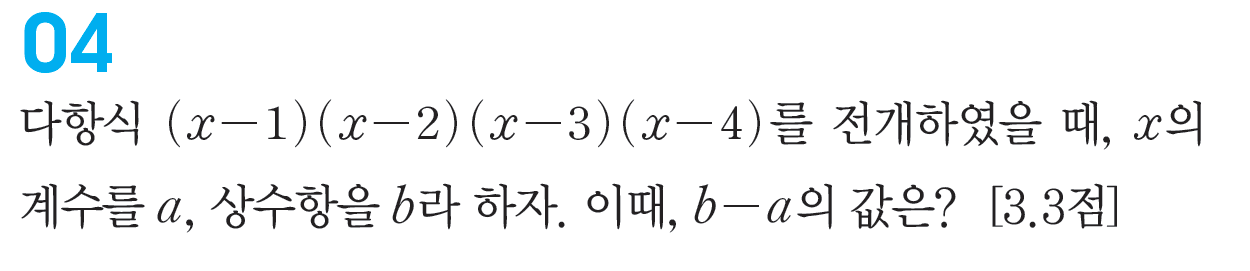 04
다항식 (x－1)(x－2)(x－3)(x－4)를 전개하였을 때, x의
계수를 a, 상수항을 b라 하자. 이때, b－a의 값은? [3.3점]